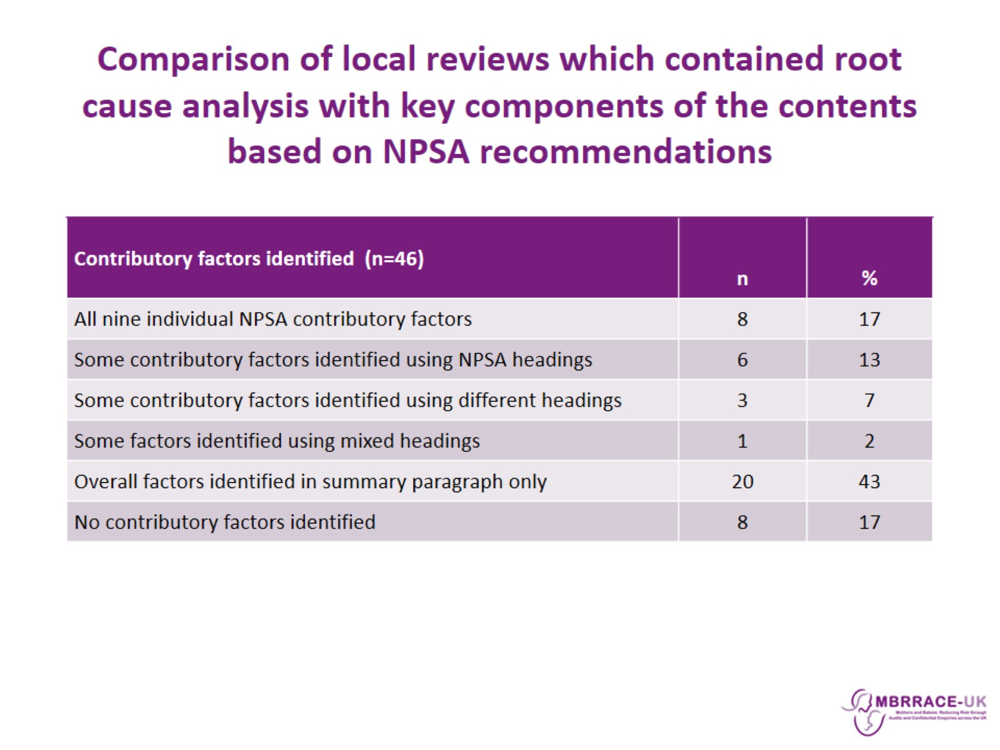 Comparison of local reviews which contained root
cause analysis with key components of the contents
based on NPSA recommendations
Contributory factors identified  (n=46) n %
All nine individual NPSA contributory factors 8 17
Some contributory factors identified using NPSA headings 6 13
Some contributory factors identified using different headings 3 7
Some factors identified using mixed headings 1 2
Overall factors identified in summary paragraph only 20 43
No contributory factors identified 8 17
MBRRACE-UK
Mothers and Babies: Reducing Risk through
Audits and Confidential Enquiries across the UK